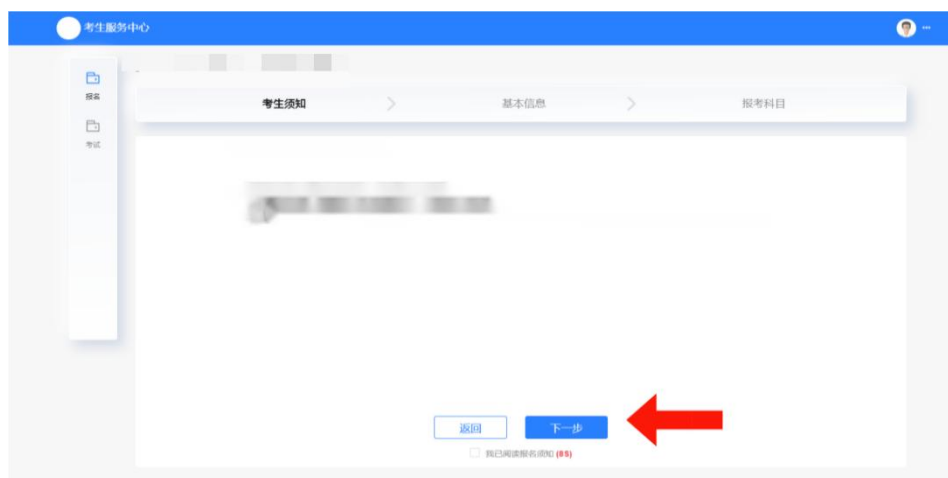 考生服务中心
报名
考生须知
基本信息
报考科目
考试
返回
下一步
我已阅读报名须知 (8S)